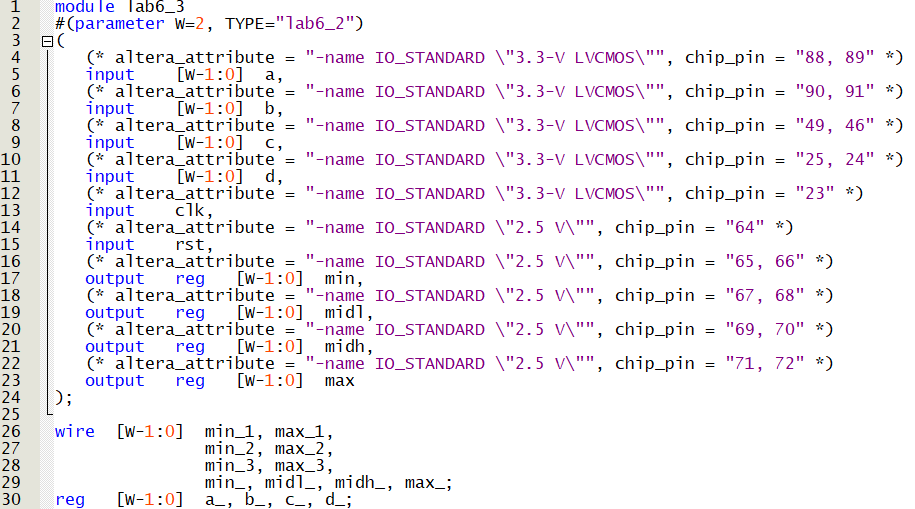 1 module lab6_3
2 #(parameter W=2, TYPE="lab6_2")
3 (
4 (* altera_attribute = "-name IO_STANDARD \"3.3-V LVCMOS\"", chip_pin = "88, 89" *)
5 input [W-1:0] a,
6 (* altera_attribute = "-name IO_STANDARD \"3.3-V LVCMOS\"", chip_pin = "90, 91" *)
7 input [W-1:0] b,
8 (* altera_attribute = "-name IO_STANDARD \"3.3-V LVCMOS\"", chip_pin = "49, 46" *)
9 input [W-1:0] c,
10 (* altera_attribute = "-name IO_STANDARD \"3.3-V LVCMOS\"", chip_pin = "25, 24" *)
11 input [W-1:0] d,
12 (* altera_attribute = "-name IO_STANDARD \"3.3-V LVCMOS\"", chip_pin = "23" *)
13 input clk,
14 (* altera_attribute = "-name IO_STANDARD \"2.5 V\"", chip_pin = "64" *)
15 input rst,
16 (* altera_attribute = "-name IO_STANDARD \"2.5 V\"", chip_pin = "65, 66" *)
17 output reg [W-1:0] min,
18 (* altera_attribute = "-name IO_STANDARD \"2.5 V\"", chip_pin = "67, 68" *)
19 output reg [W-1:0] midl,
20 (* altera_attribute = "-name IO_STANDARD \"2.5 V\"", chip_pin = "69, 70" *)
21 output reg [W-1:0] midh,
22 (* altera_attribute = "-name IO_STANDARD \"2.5 V\"", chip_pin = "71, 72" *)
23 output reg [W-1:0] max
24 );
25
26 wire [W-1:0] min_1, max_1,
27 min_2, max_2,
28 min_3, max_3,
29 min_, midl_, midh_, max_;
30 reg [W-1:0] a_, b_, c_, d_;